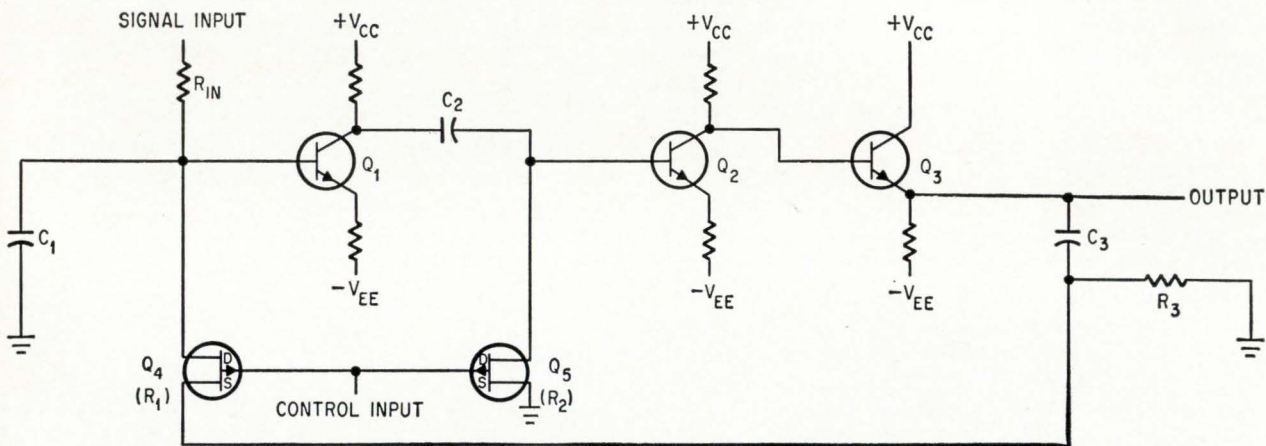 SIGNAL INPUT
+VCC
+VCC
+VCC
RIN
C2
Q1
Q2
Q3
OUTPUT
C1
C3
-VEE
-VEE
-VEE
R3
Q4
(R1)
D
S
D
S
Q5
(R2)
CONTROL INPUT